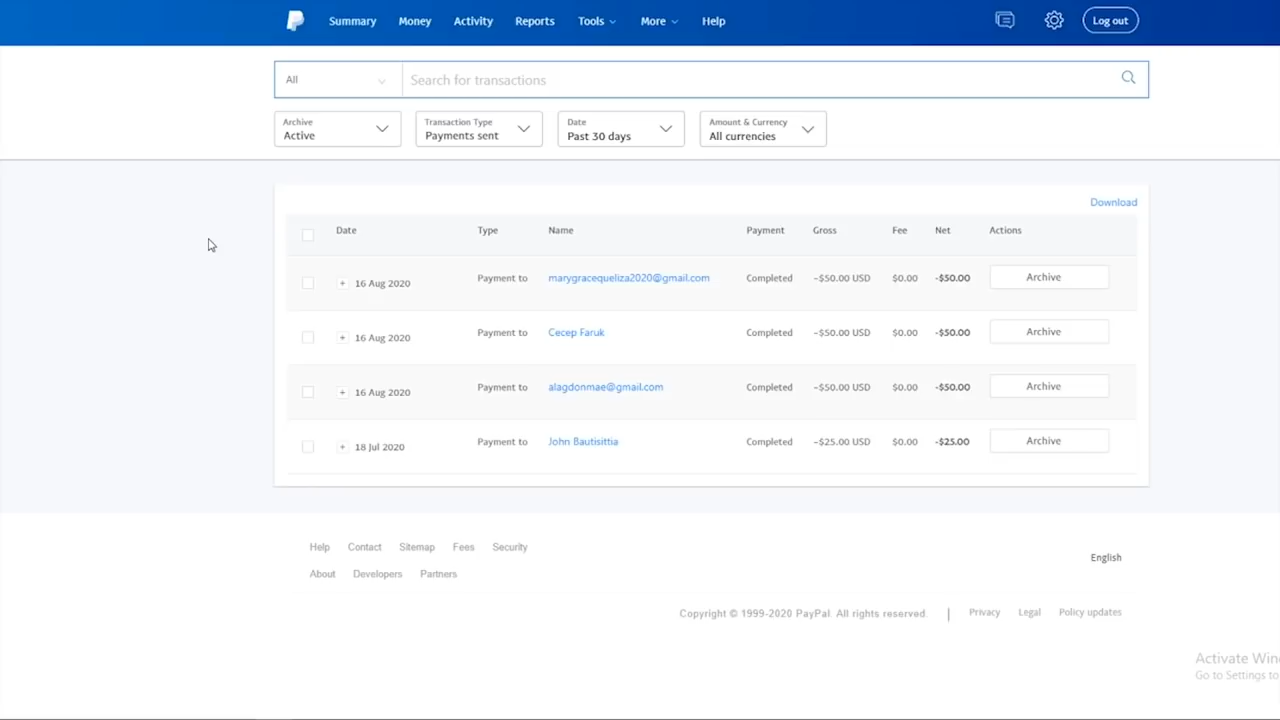 Summary Money Activity Reports Tools More Help Log out
All Search for transactions
Archive Transaction Type Date Amount & Currency
Active Payments sent Past 30 days All currencies
Download
Date Type Name Payment Gross Fee Net Actions
+ 16 Aug 2020 Payment to marygracequeliza2020@gmail.com Completed -$50.00 USD $0.00 -$50.00 Archive
+ 16 Aug 2020 Payment to Cecep Faruk Completed -$50.00 USD $0.00 -$50.00 Archive
+ 16 Aug 2020 Payment to alagdonmae@gmail.com Completed -$50.00 USD $0.00 -$50.00 Archive
+ 18 Jul 2020 Payment to John Bautisittia Completed -$25.00 USD $0.00 -$25.00 Archive
Help Contact Sitemap Fees Security
English
About Developers Partners
Copyright © 1999-2020 PayPal. All rights reserved. | Privacy Legal Policy updates
Activate Win
Go to Settings to